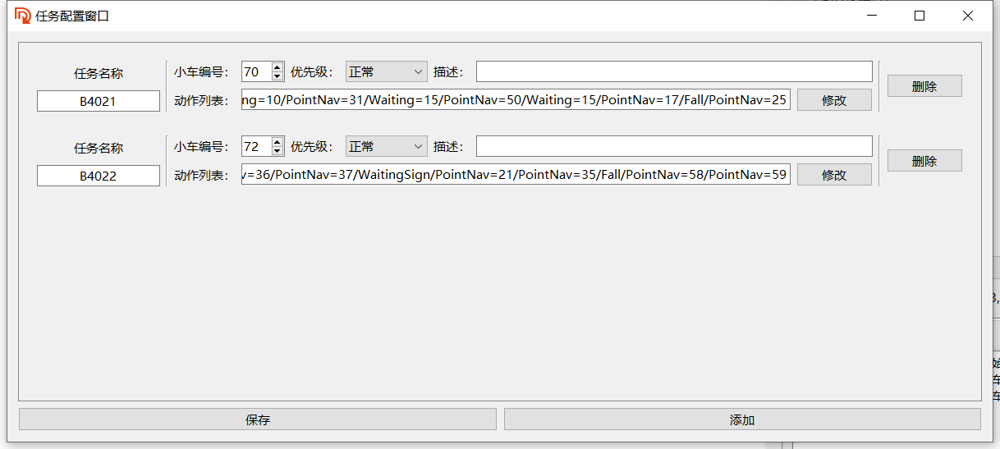 任务配置窗口
任务名称
小车编号： 70 优先级： 正常 描述：
B4021
动作列表： ng=10/PointNav=31/Waiting=15/PointNav=50/Waiting=15/PointNav=17/Fall/PointNav=25 修改
删除
任务名称
小车编号： 72 优先级： 正常 描述：
B4022
动作列表： v=36/PointNav=37/WaitingSign/PointNav=21/PointNav=35/Fall/PointNav=58/PointNav=59 修改
删除
保存 添加